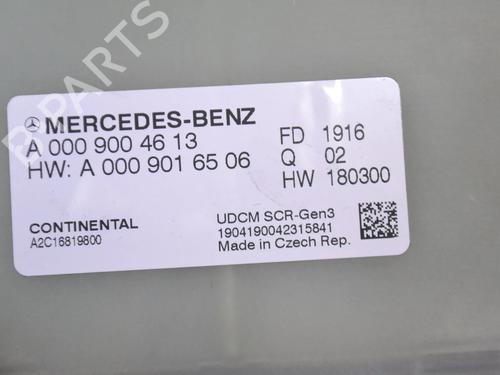 B PARTS
MERCEDES-BENZ
A 000 900 46 13
HW: A 000 901 65 06
FD 1916
Q 02
HW 180300
CONTINENTAL
A2C16819800
UDCM SCR-Gen3
1904190042315841
Made in Czech Rep.